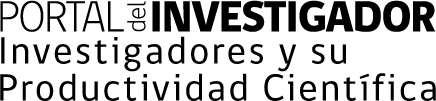 PORTAL del INVESTIGADOR
Investigadores y su
Productividad Científica